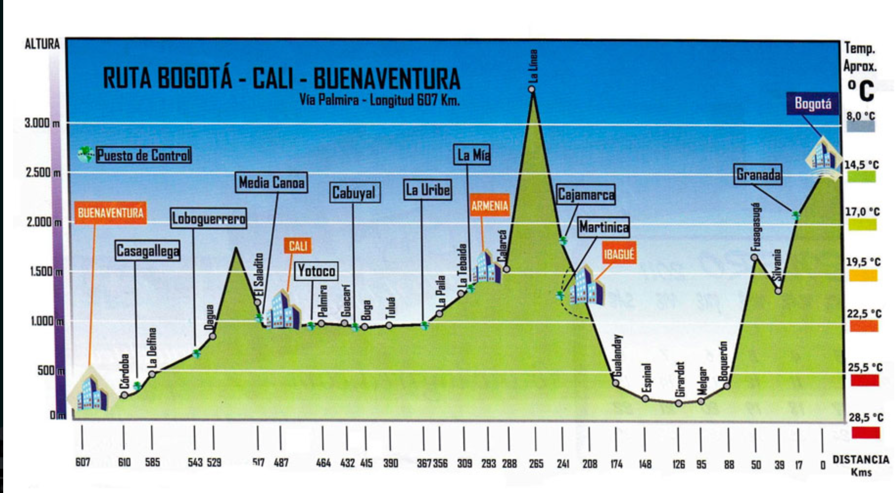 ALTURA
RUTA BOGOTÁ - CALI - BUENAVENTURA
Vía Palmira - Longitud 607 Km.
Temp.
Aprox.
°C
3.000 m
2.500 m
2.000 m
1.500 m
1.000 m
500 m
0 m
8,0 °C
14,5 °C
17,0 °C
19,5 °C
22,5 °C
25,5 °C
28,5 °C
Puesto de Control
BUENAVENTURA
Córdoba
Casagallega
La Delfina
Loboguerrero
Dagua
El Saladito
Media Canoa
CALI
Yotoco
Palmira
Guacarí
Cabuyal
Buga
Tuluá
La Uribe
La Paila
La Tebaida
La Mía
ARMENIA
Calarcá
La Línea
Cajamarca
Martinica
IBAGUÉ
Gualanday
Espinal
Girardot
Melgar
Boquerón
Fusagasugá
Silvania
Granada
Bogotá
607 610 585 543 529 517 487 464 432 415 390 367 356 309 293 288 265 241 208 174 148 126 95 88 50 39 17 0
DISTANCIA
Kms